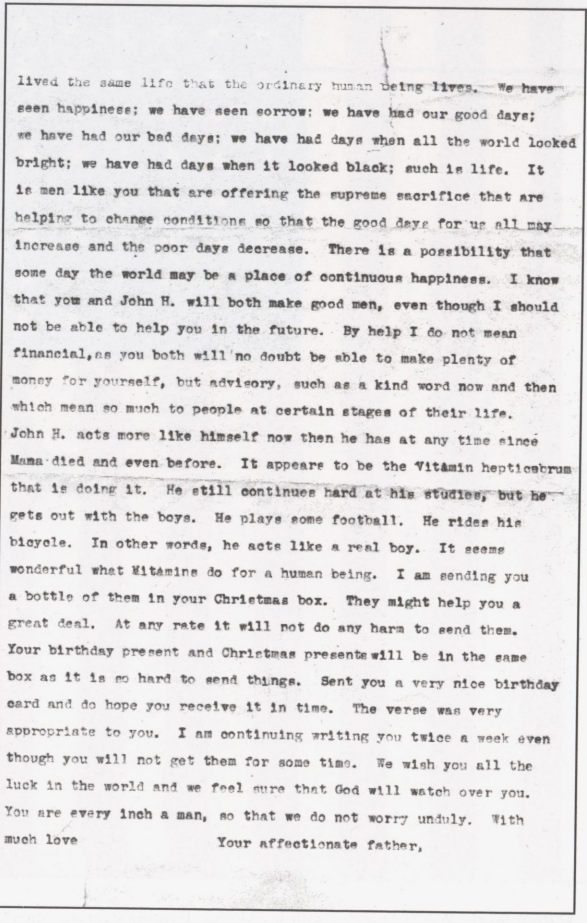 lived the same life that the ordinary human being lives. We have
seen happiness; we have seen sorrow; we have had our good days;
we have had our bad days; we have had days when all the world looked
bright; we have had days when it looked black; such is life. It
is men like you that are offering the supreme sacrifice that are
helping to change conditions so that the good days for us all may
increase and the poor days decrease. There is a possibility that
some day the world may be a place of continuous happiness. I know
that yom and John H. will both make good men, even though I should
not be able to help you in the future. By help I do not mean
financial,as you both will no doubt be able to make plenty of
money for yourself, but advisory, such as a kind word now and then
which mean so much to people at certain stages of their life.
John H. acts more like himself now then he has at any time since
Mama died and even before. It appears to be the Vitamin hepticebrum
that is doing it. He still continues hard at his studies, but he
gets out with the boys. He plays some football. He rides his
bicycle. In other words, he acts like a real boy. It seems
wonderful what Mitamins do for a human being. I am sending you
a bottle of them in your Christmas box. They might help you a
great deal. At any rate it will not do any harm to send them.
Your birthday present and Christmas presents will be in the same
box as it is so hard to send things. Sent you a very nice birthday
card and do hope you receive it in time. The verse was very
appropriate to you. I am continuing writing you twice a week even
though you will not get them for some time. We wish you all the
luck in the world and we feel sure that God will watch over you.
You are every inch a man, so that we do not worry unduly. With
much love Your affectionate father,